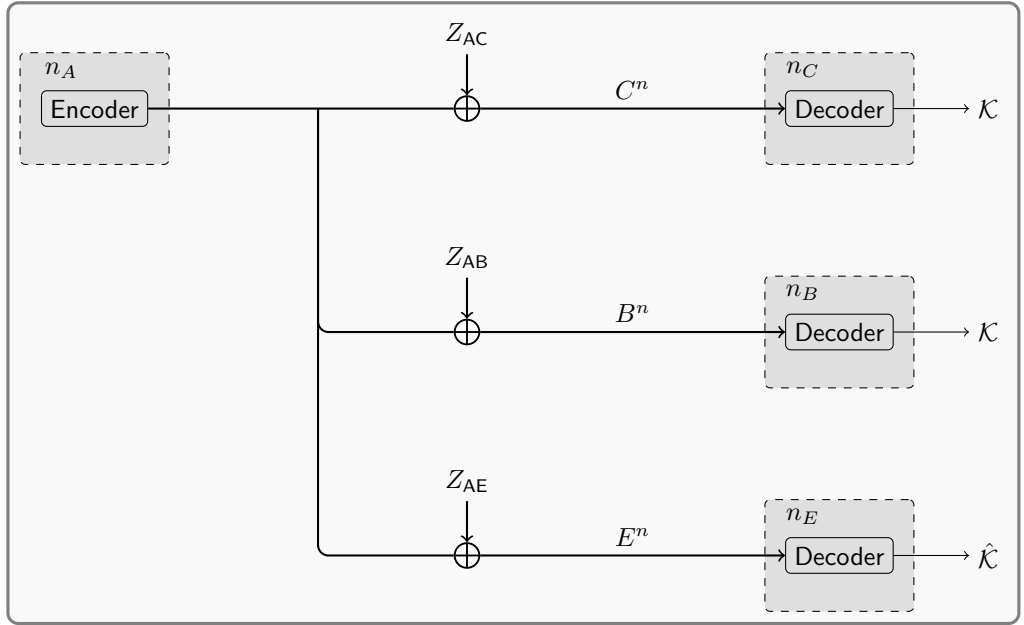 Z_AC
n_A
Encoder
C^n
n_C
Decoder
𝒦
Z_AB
B^n
n_B
Decoder
𝒦
Z_AE
E^n
n_E
Decoder
𝒦̂